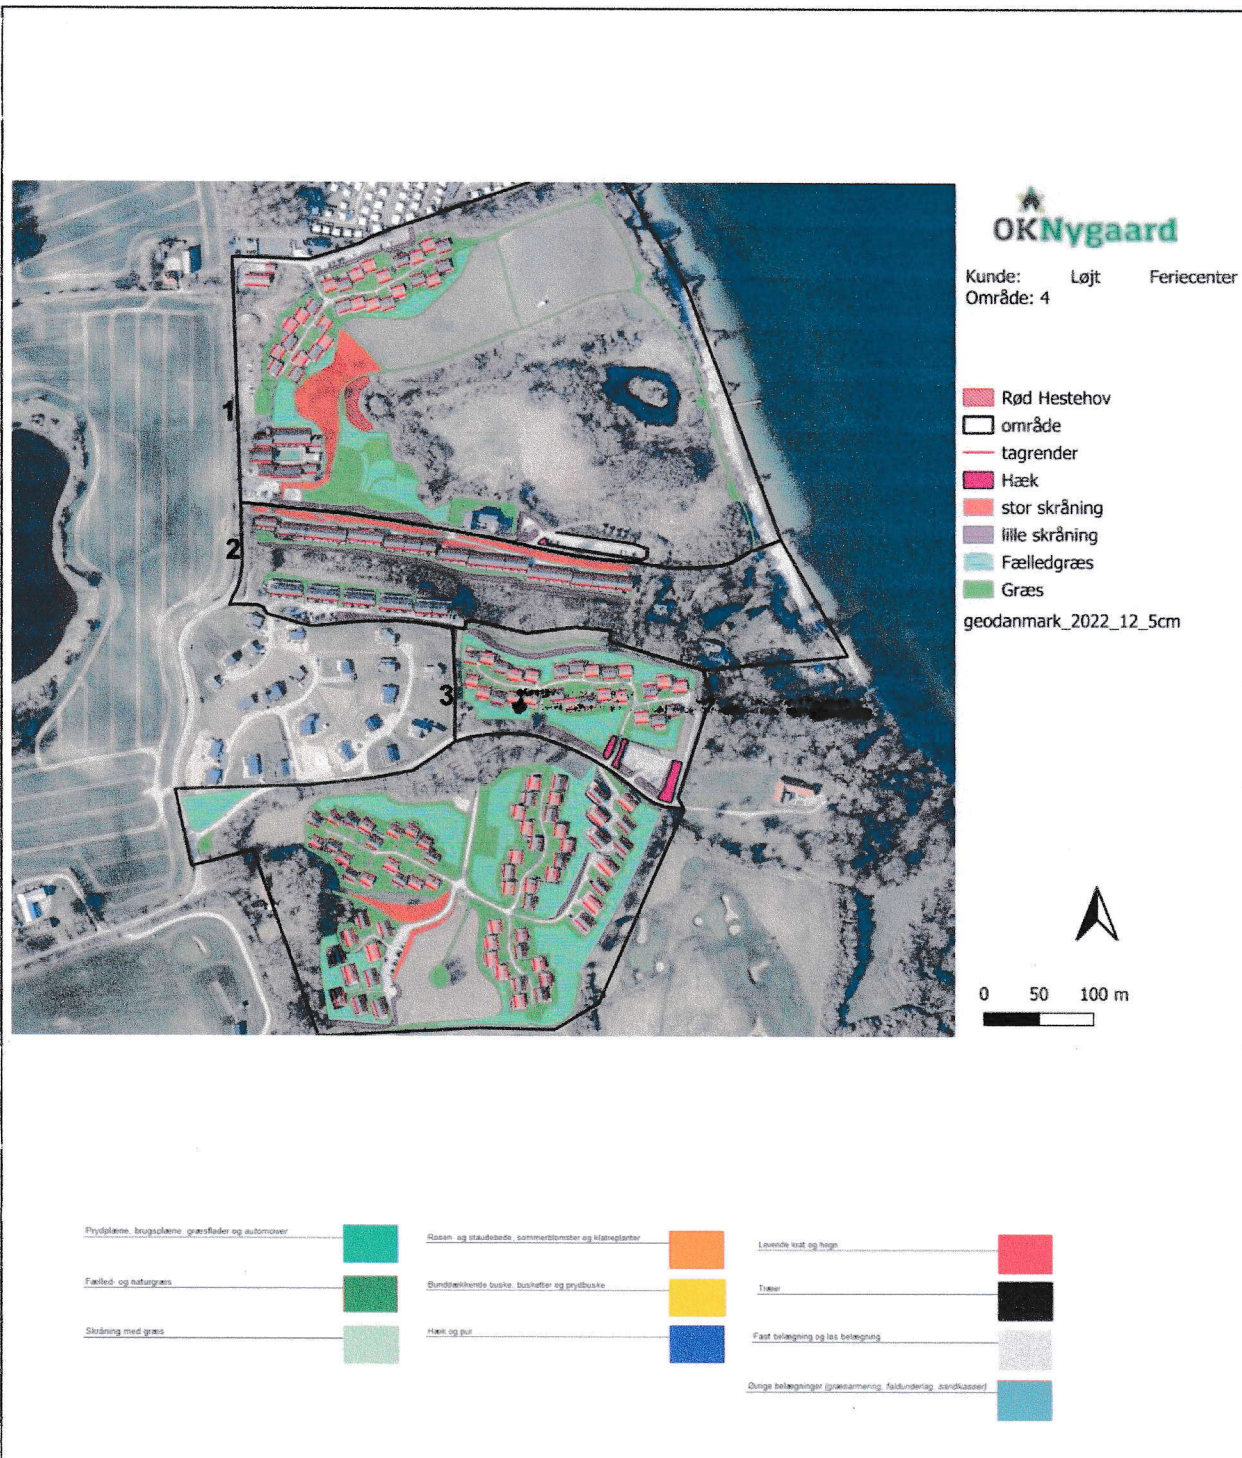 OKNygaard
Kunde: Løjt Feriecenter
Område: 4
Rød Hestehov
område
tagrender
Hæk
stor skråning
lille skråning
Fælledgræs
Græs
geodanmark_2022_12_5cm
1
2
3
0 50 100 m
Prydplæne, brugsplæne, græsflader og automower
Fælled- og naturgræs
Skråning med græs
Rosen- og staudebede, sommerblomster og klatreplanter
Bunddækkende buske, busketter og prydbuske
Hæk og pur
Levende krat og hegn
Træer
Fast belægning og løs belægning
Øvrige belægninger (græsarmering, faldunderlag, sandkasser)